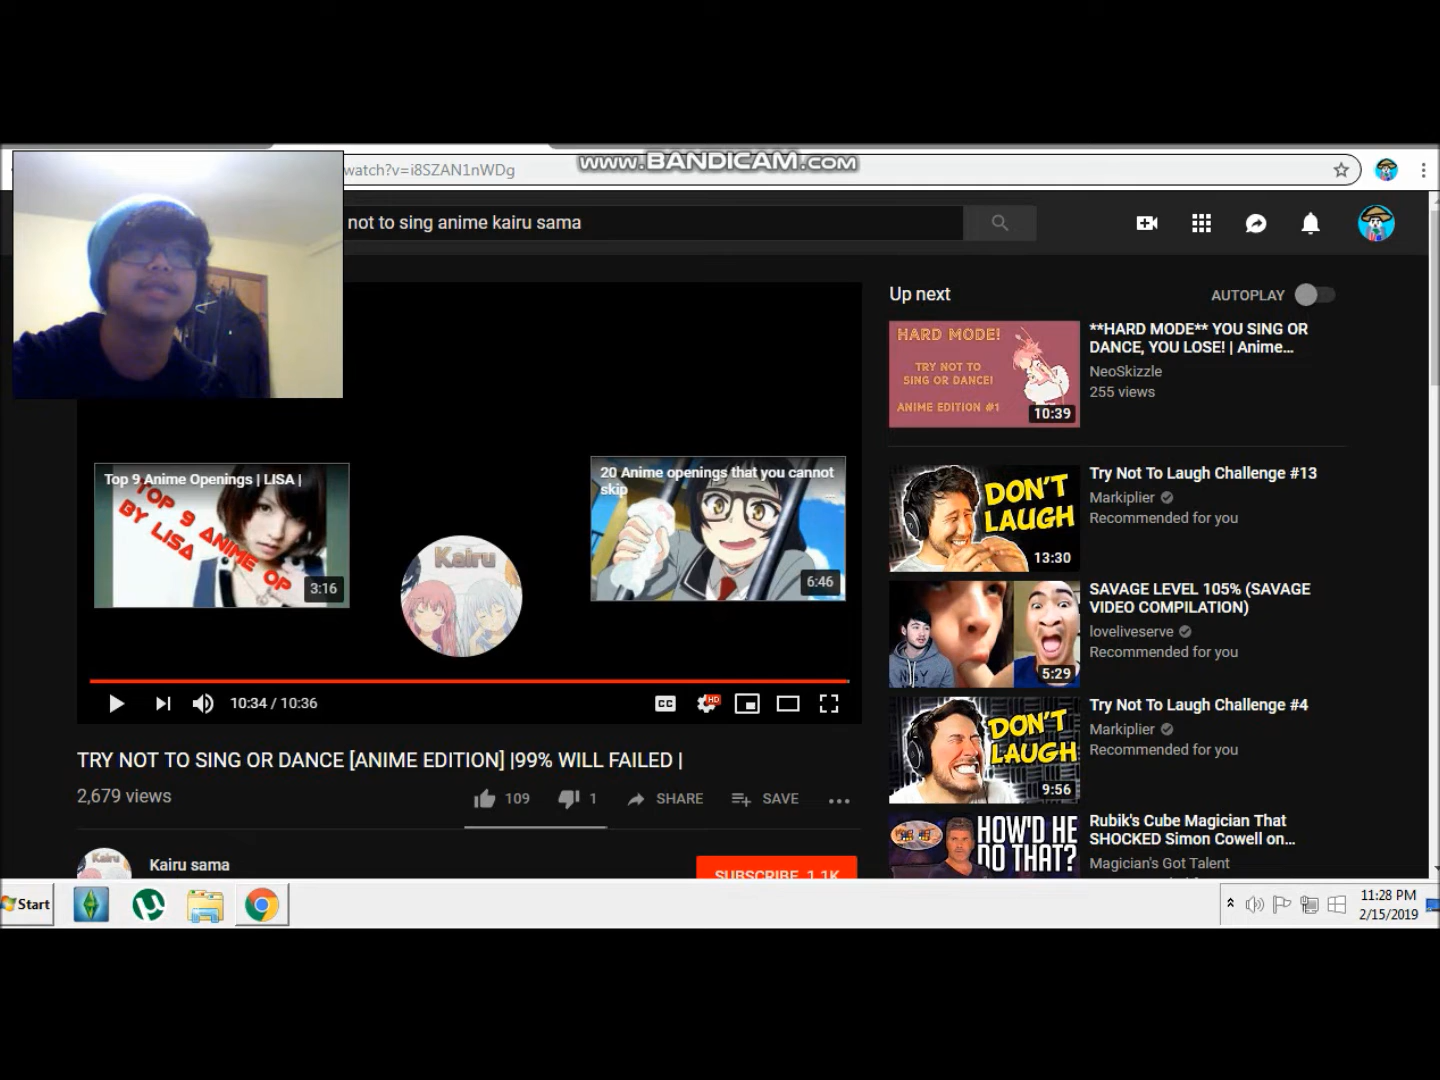 www.BANDICAM.com
watch?v=i8SZAN1nWDg
not to sing anime kairu sama
Up next
AUTOPLAY
HARD MODE!
TRY NOT TO
SING OR DANCE!
ANIME EDITION #1
10:39
**HARD MODE** YOU SING OR
DANCE, YOU LOSE! | Anime...
NeoSkizzle
255 views
Top 9 Anime Openings | LISA |
TOP 9 ANIME OP
BY LISA
3:16
Kairu
20 Anime openings that you cannot
skip
6:46
DON'T
LAUGH
13:30
Try Not To Laugh Challenge #13
Markiplier
Recommended for you
5:29
SAVAGE LEVEL 105% (SAVAGE
VIDEO COMPILATION)
loveliveserve
Recommended for you
10:34 / 10:36
CC
HD
DON'T
LAUGH
9:56
Try Not To Laugh Challenge #4
Markiplier
Recommended for you
TRY NOT TO SING OR DANCE [ANIME EDITION] |99% WILL FAILED |
2,679 views
109
1
SHARE
SAVE
HOW'D HE
DO THAT?
Rubik's Cube Magician That
SHOCKED Simon Cowell on...
Magician's Got Talent
Kairu
Kairu sama
SUBSCRIBE 1.1K
Start
11:28 PM
2/15/2019